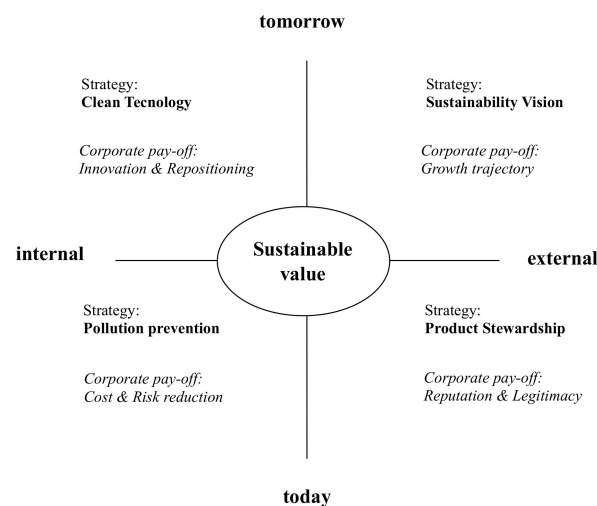 tomorrow
Strategy:
Clean Tecnology
Corporate pay-off:
Innovation & Repositioning
Strategy:
Sustainability Vision
Corporate pay-off:
Growth trajectory
internal
Sustainable
value
external
Strategy:
Pollution prevention
Corporate pay-off:
Cost & Risk reduction
Strategy:
Product Stewardship
Corporate pay-off:
Reputation & Legitimacy
today